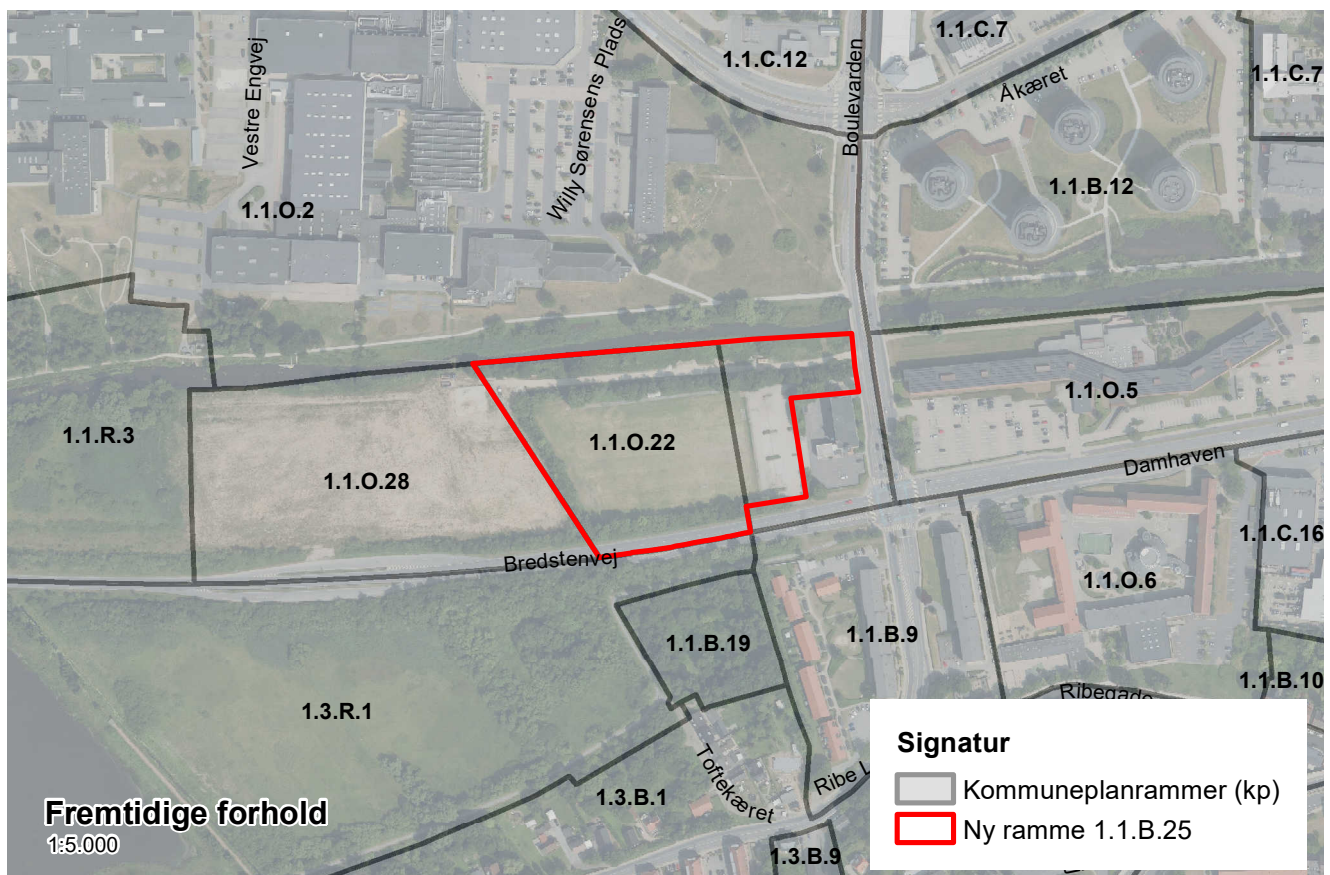 1.1.C.7
1.1.C.12
1.1.C.7
Åkæret
Vestre Engvej
Willy Sørensens Plads
Boulevarden
1.1.B.12
1.1.O.2
1.1.O.5
1.1.R.3
1.1.O.22
1.1.O.28
Damhaven
1.1.C.16
Bredstenvej
1.1.O.6
1.1.B.19
1.1.B.9
1.1.B.10
Ribegade
1.3.R.1
Toftekæret
Ribe L
1.3.B.1
1.3.B.9
Fremtidige forhold
1:5.000
Signatur
Kommuneplanrammer (kp)
Ny ramme 1.1.B.25